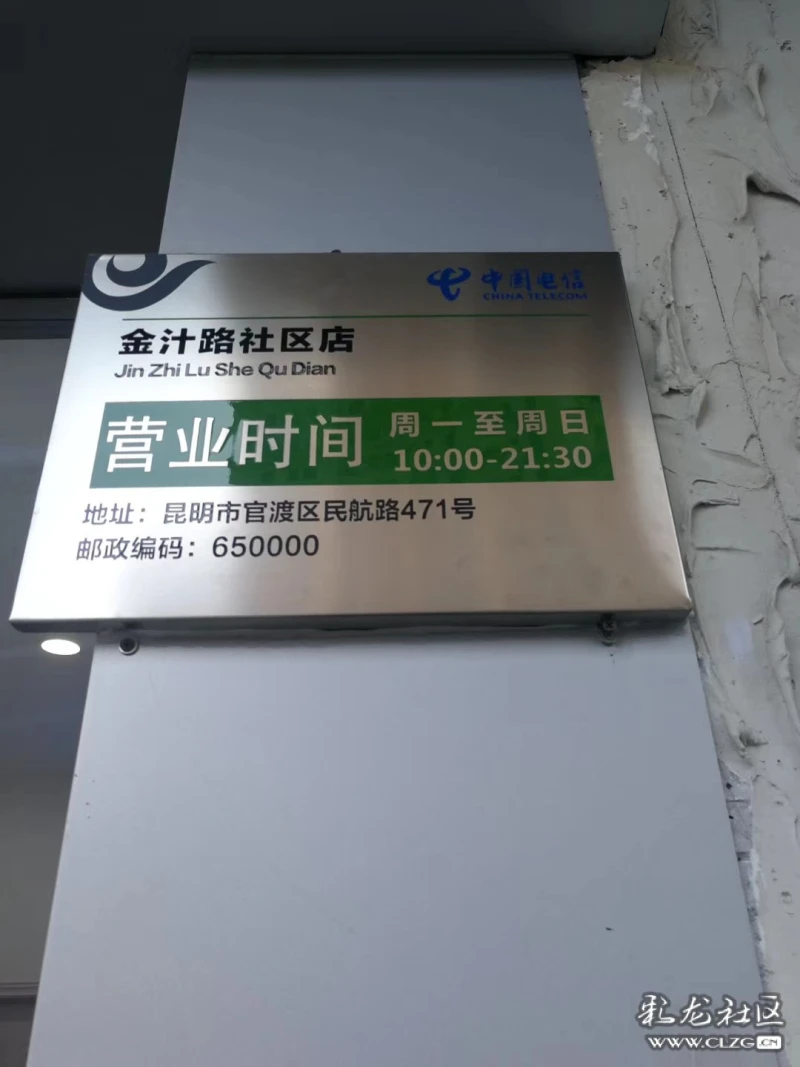 中国电信
CHINA TELECOM
金汁路社区店
Jin Zhi Lu She Qu Dian
营业时间
周一至周日
10:00-21:30
地址：昆明市官渡区民航路471号
邮政编码：650000
彩龙社区
WWW.CLZG.CN